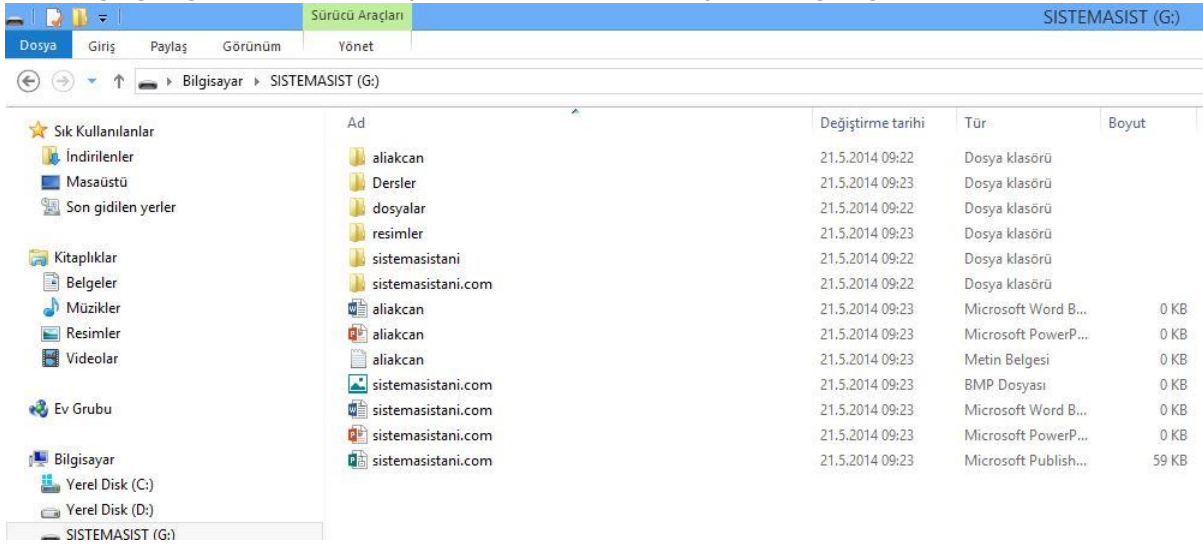 Sürücü Araçları
SISTEMASIST (G:)
Dosya Giriş Paylaş Görünüm Yönet
Bilgisayar SISTEMASIST (G:)
Ad Değiştirme tarihi Tür Boyut
Sık Kullanılanlar
İndirilenler
Masaüstü
Son gidilen yerler
Kitaplıklar
Belgeler
Müzikler
Resimler
Videolar
Ev Grubu
Bilgisayar
Yerel Disk (C:)
Yerel Disk (D:)
SISTEMASIST (G:)
aliakcan 21.5.2014 09:22 Dosya klasörü
Dersler 21.5.2014 09:23 Dosya klasörü
dosyalar 21.5.2014 09:22 Dosya klasörü
resimler 21.5.2014 09:23 Dosya klasörü
sistemasistani 21.5.2014 09:22 Dosya klasörü
sistemasistani.com 21.5.2014 09:22 Dosya klasörü
aliakcan 21.5.2014 09:23 Microsoft Word B... 0 KB
aliakcan 21.5.2014 09:23 Microsoft PowerP... 0 KB
aliakcan 21.5.2014 09:23 Metin Belgesi 0 KB
sistemasistani.com 21.5.2014 09:23 BMP Dosyası 0 KB
sistemasistani.com 21.5.2014 09:23 Microsoft Word B... 0 KB
sistemasistani.com 21.5.2014 09:23 Microsoft PowerP... 0 KB
sistemasistani.com 21.5.2014 09:23 Microsoft Publish... 59 KB